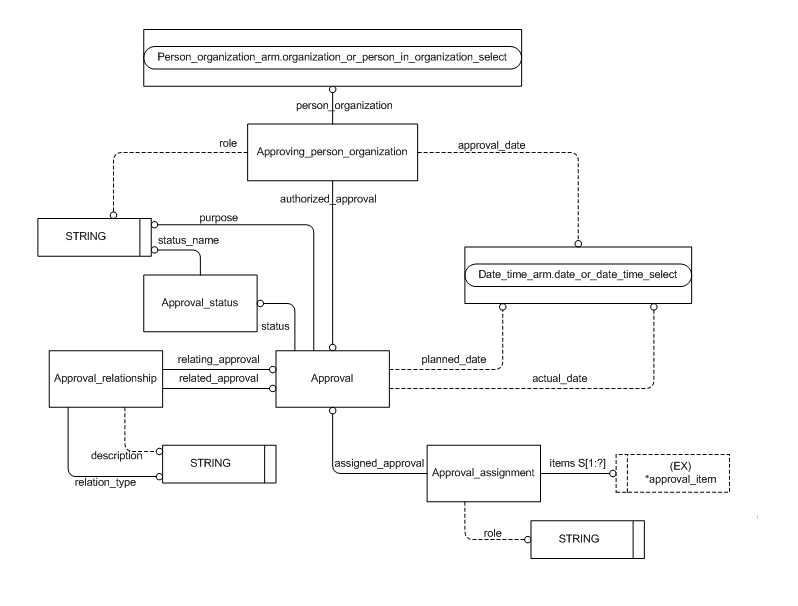 Person_organization_arm.organization_or_person_in_organization_select
person_organization
role
Approving_person_organization
approval_date
authorized_approval
purpose
STRING
status_name
Date_time_arm.date_or_date_time_select
Approval_status
status
relating_approval
planned_date
Approval_relationship
related_approval
Approval
actual_date
description
STRING
assigned_approval
Approval_assignment
items S[1:?]
(EX)
*approval_item
relation_type
role
STRING